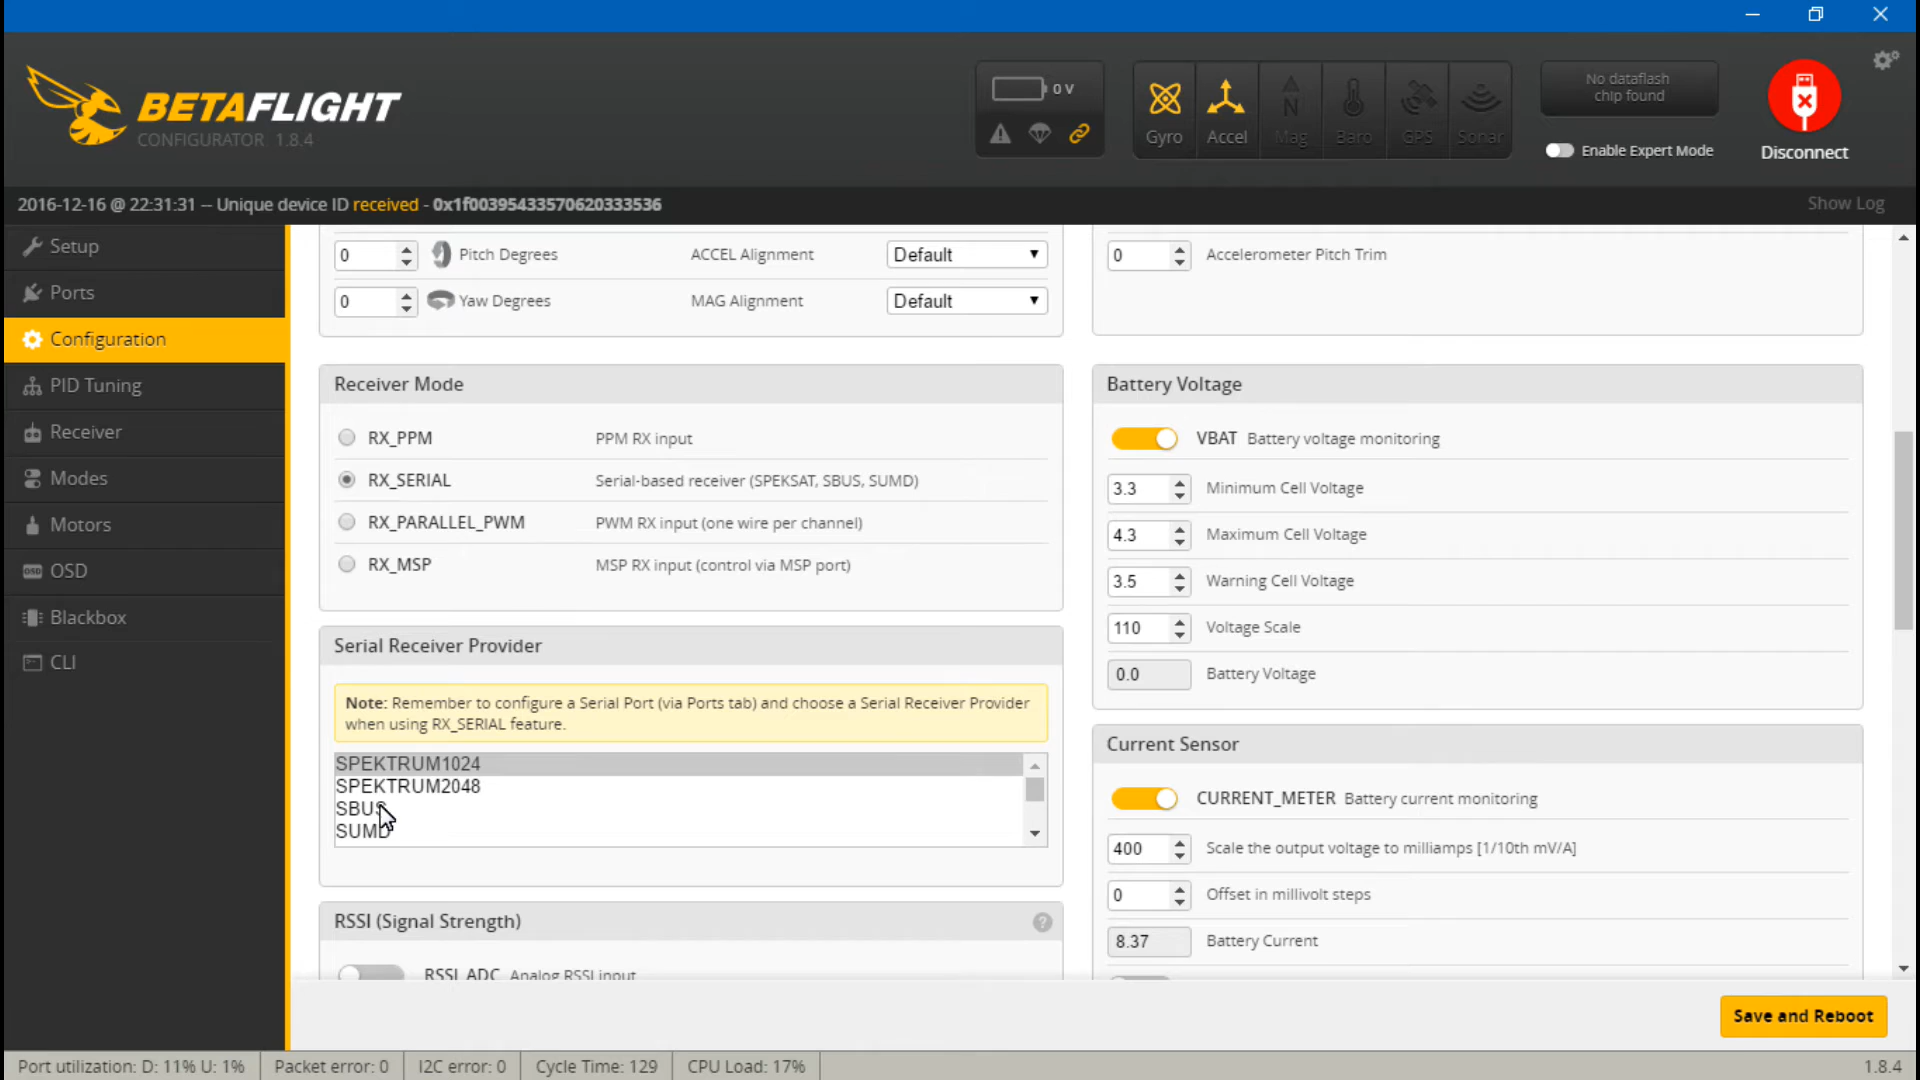 BETAFLIGHT
CONFIGURATOR 1.8.4
0 V
Gyro
Accel
Mag
Baro
GPS
Sonar
No dataflash
chip found
Enable Expert Mode
Disconnect
2016-12-16 @ 22:31:31 -- Unique device ID received - 0x1f00395433570620333536
Show Log
Setup
Ports
Configuration
PID Tuning
Receiver
Modes
Motors
OSD OSD
Blackbox
CLI
0 Pitch Degrees ACCEL Alignment Default
0 Yaw Degrees MAG Alignment Default
0 Accelerometer Pitch Trim
Receiver Mode
RX_PPM PPM RX input
RX_SERIAL Serial-based receiver (SPEKSAT, SBUS, SUMD)
RX_PARALLEL_PWM PWM RX input (one wire per channel)
RX_MSP MSP RX input (control via MSP port)
Serial Receiver Provider
Note: Remember to configure a Serial Port (via Ports tab) and choose a Serial Receiver Provider
when using RX_SERIAL feature.
SPEKTRUM1024
SPEKTRUM2048
SBUS
SUMD
RSSI (Signal Strength) ?
RSSI_ADC Analog RSSI input
Battery Voltage
VBAT Battery voltage monitoring
3.3 Minimum Cell Voltage
4.3 Maximum Cell Voltage
3.5 Warning Cell Voltage
110 Voltage Scale
0.0 Battery Voltage
Current Sensor
CURRENT_METER Battery current monitoring
400 Scale the output voltage to milliamps [1/10th mV/A]
0 Offset in millivolt steps
8.37 Battery Current
Save and Reboot
Port utilization: D: 11% U: 1%
Packet error: 0
I2C error: 0
Cycle Time: 129
CPU Load: 17%
1.8.4